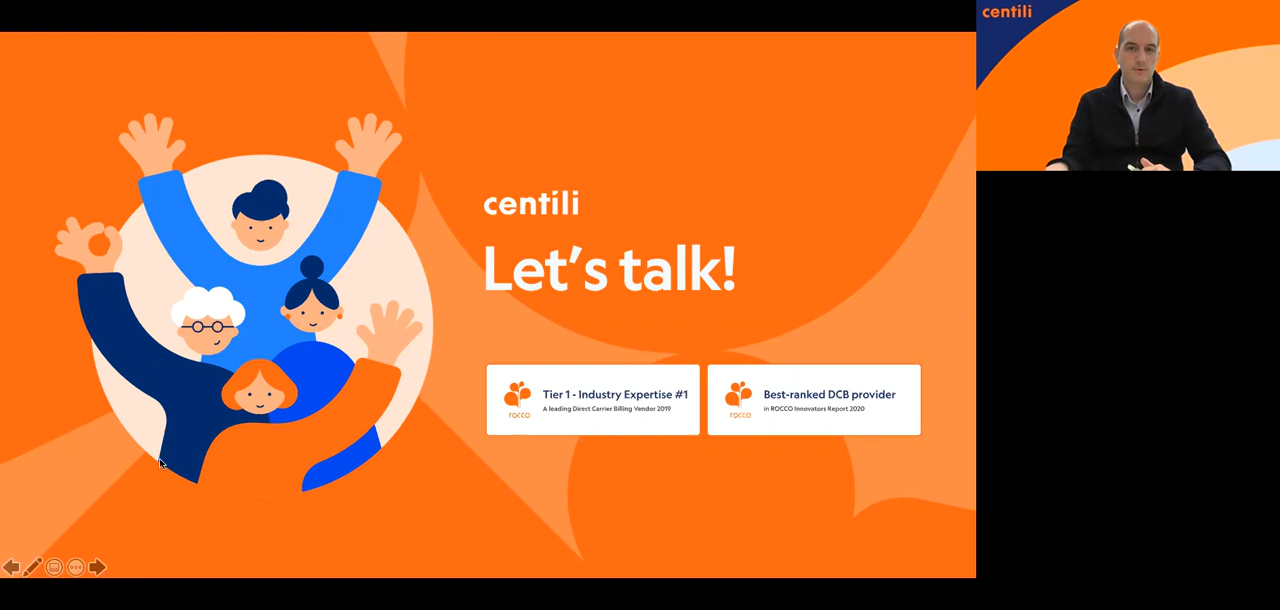 centili
centili
Let's talk!
Tier 1 - Industry Expertise #1
A leading Direct Carrier Billing Vendor 2019
ROCCO
Best-ranked DCB provider
in ROCCO Innovators Report 2020
ROCCO